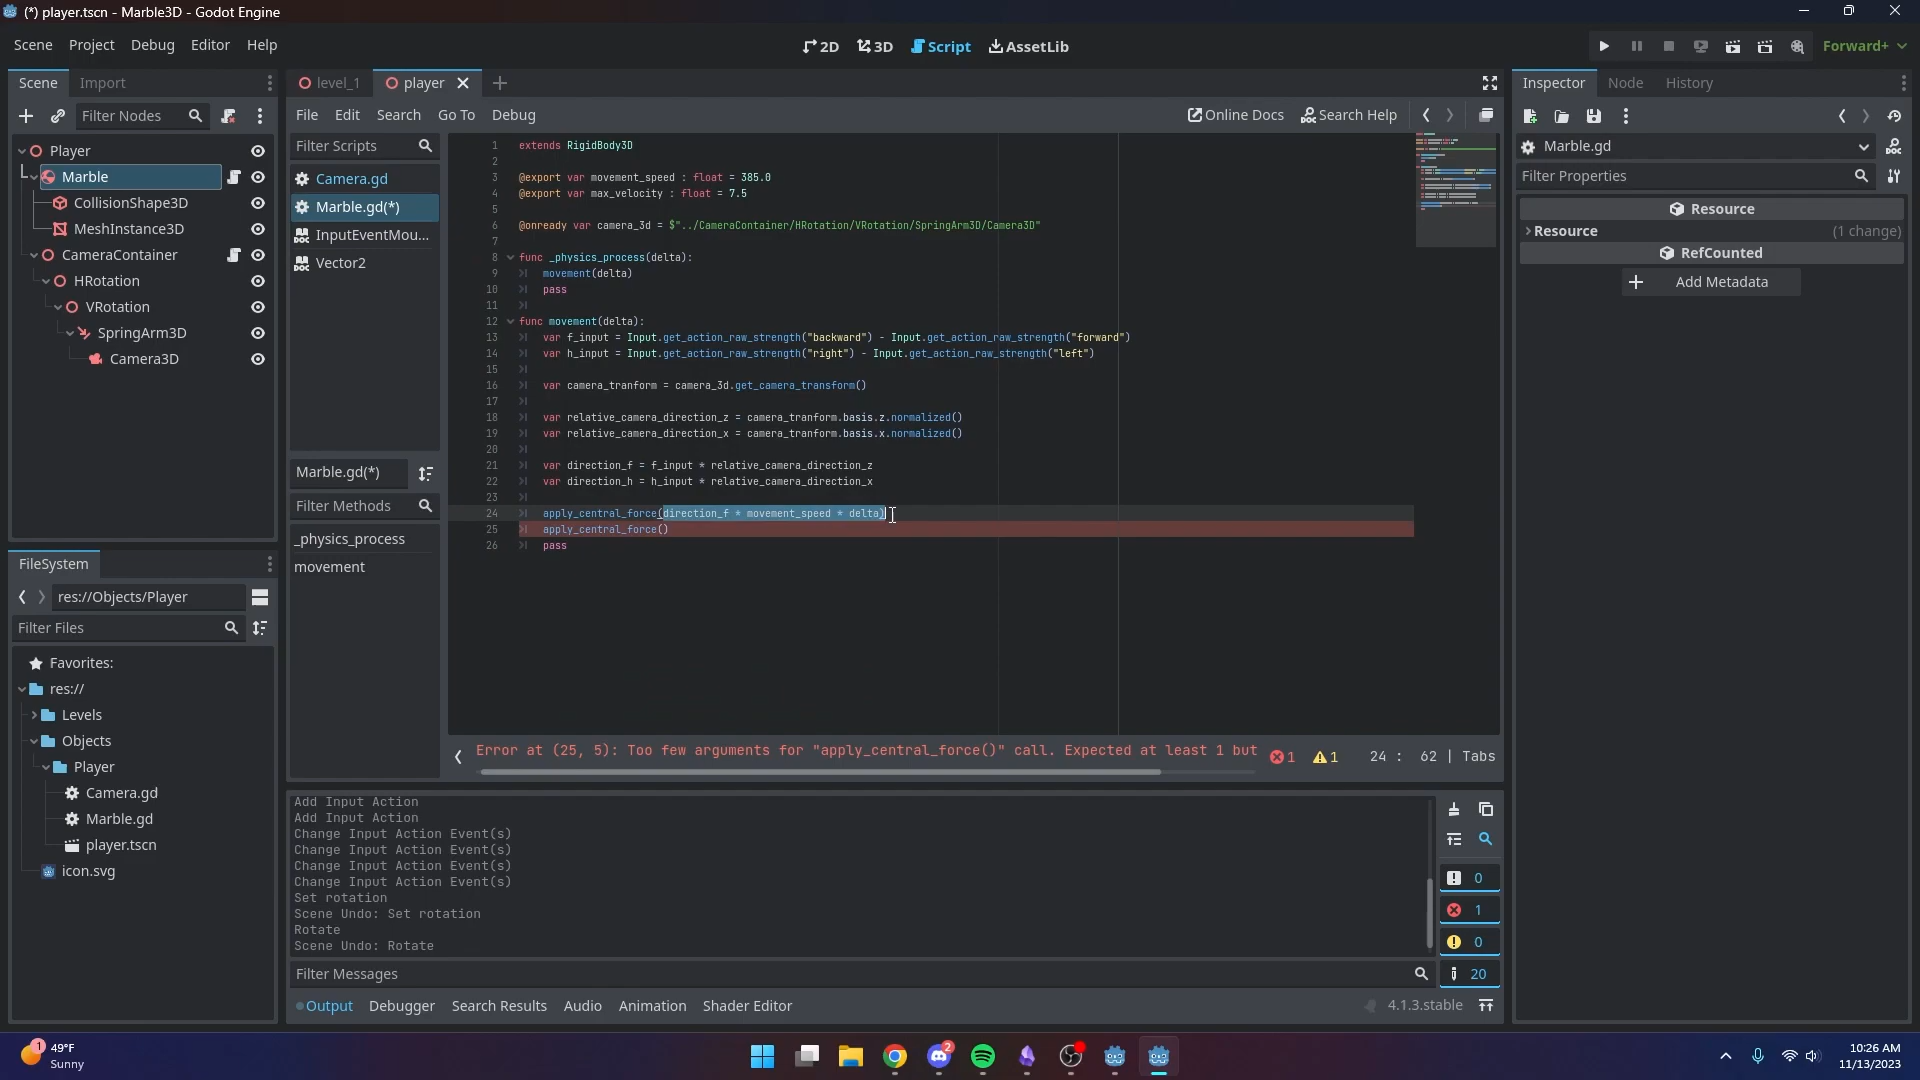 (*) player.tscn - Marble3D - Godot Engine
Scene Project Debug Editor Help
2D 3D Script AssetLib
Forward+
Scene Import
Filter Nodes
Player
Marble
CollisionShape3D
MeshInstance3D
CameraContainer
HRotation
VRotation
SpringArm3D
Camera3D
FileSystem
res://Objects/Player
Filter Files
Favorites:
res://
Levels
Objects
Player
Camera.gd
Marble.gd
player.tscn
icon.svg
level_1 player
File Edit Search Go To Debug
Online Docs Search Help
Filter Scripts
Camera.gd
Marble.gd(*)
InputEventMou...
Vector2
Marble.gd(*)
Filter Methods
_physics_process
movement
1 extends RigidBody3D
2
3 @export var movement_speed : float = 385.0
4 @export var max_velocity : float = 7.5
5
6 @onready var camera_3d = $"../CameraContainer/HRotation/VRotation/SpringArm3D/Camera3D"
7
8 func _physics_process(delta):
9 movement(delta)
10 pass
11
12 func movement(delta):
13 var f_input = Input.get_action_raw_strength("backward") - Input.get_action_raw_strength("forward")
14 var h_input = Input.get_action_raw_strength("right") - Input.get_action_raw_strength("left")
15
16 var camera_tranform = camera_3d.get_camera_transform()
17
18 var relative_camera_direction_z = camera_tranform.basis.z.normalized()
19 var relative_camera_direction_x = camera_tranform.basis.x.normalized()
20
21 var direction_f = f_input * relative_camera_direction_z
22 var direction_h = h_input * relative_camera_direction_x
23
24 apply_central_force(direction_f * movement_speed * delta)
25 apply_central_force()
26 pass
Error at (25, 5): Too few arguments for "apply_central_force()" call. Expected at least 1 but
1 1 24 : 62 | Tabs
Add Input Action
Add Input Action
Change Input Action Event(s)
Change Input Action Event(s)
Change Input Action Event(s)
Change Input Action Event(s)
Set rotation
Scene Undo: Set rotation
Rotate
Scene Undo: Rotate
0
1
0
20
Filter Messages
Output Debugger Search Results Audio Animation Shader Editor
4.1.3.stable
Inspector Node History
Marble.gd
Filter Properties
Resource
Resource (1 change)
RefCounted
Add Metadata
1
49°F
Sunny
2
10:26 AM
11/13/2023